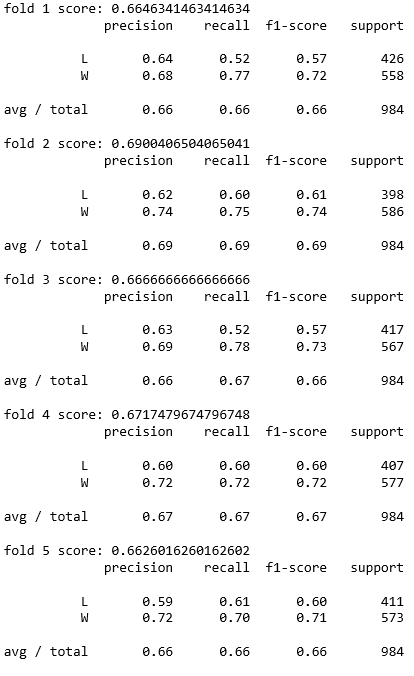 fold 1 score: 0.6646341463414634
precision recall f1-score support
L 0.64 0.52 0.57 426
W 0.68 0.77 0.72 558
avg / total 0.66 0.66 0.66 984
fold 2 score: 0.6900406504065041
precision recall f1-score support
L 0.62 0.60 0.61 398
W 0.74 0.75 0.74 586
avg / total 0.69 0.69 0.69 984
fold 3 score: 0.6666666666666666
precision recall f1-score support
L 0.63 0.52 0.57 417
W 0.69 0.78 0.73 567
avg / total 0.66 0.67 0.66 984
fold 4 score: 0.6717479674796748
precision recall f1-score support
L 0.60 0.60 0.60 407
W 0.72 0.72 0.72 577
avg / total 0.67 0.67 0.67 984
fold 5 score: 0.6626016260162602
precision recall f1-score support
L 0.59 0.61 0.60 411
W 0.72 0.70 0.71 573
avg / total 0.66 0.66 0.66 984